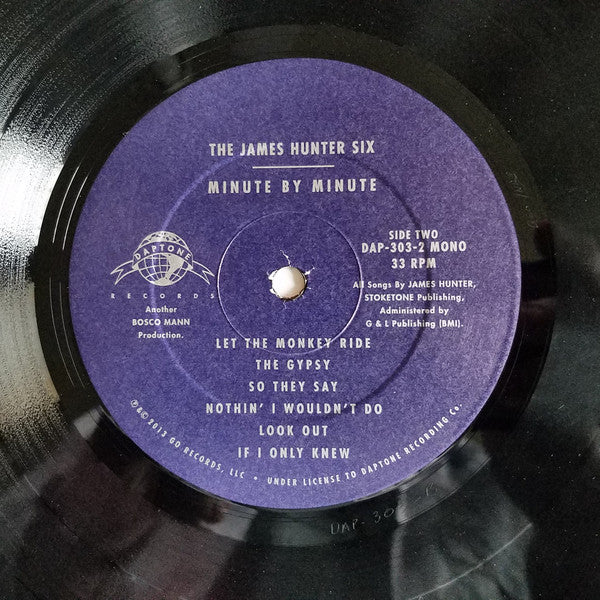 THE JAMES HUNTER SIX
MINUTE BY MINUTE
SIDE TWO
DAP-303-2 MONO
33 RPM
DAPTONE
RECORDS
Another
BOSCO MANN
Production.
All Songs By JAMES HUNTER,
STOKETONE Publishing,
Administered by
G & L Publishing (BMI).
LET THE MONKEY RIDE
THE GYPSY
SO THEY SAY
NOTHIN' I WOULDN'T DO
LOOK OUT
IF I ONLY KNEW
℗&© 2013 GO RECORDS, LLC • UNDER LICENSE TO DAPTONE RECORDING CO.